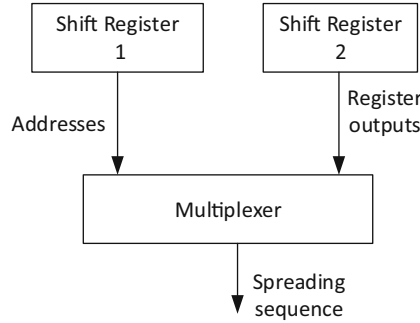 Shift Register
1
Shift Register
2
Addresses
Register
outputs
Multiplexer
Spreading
sequence